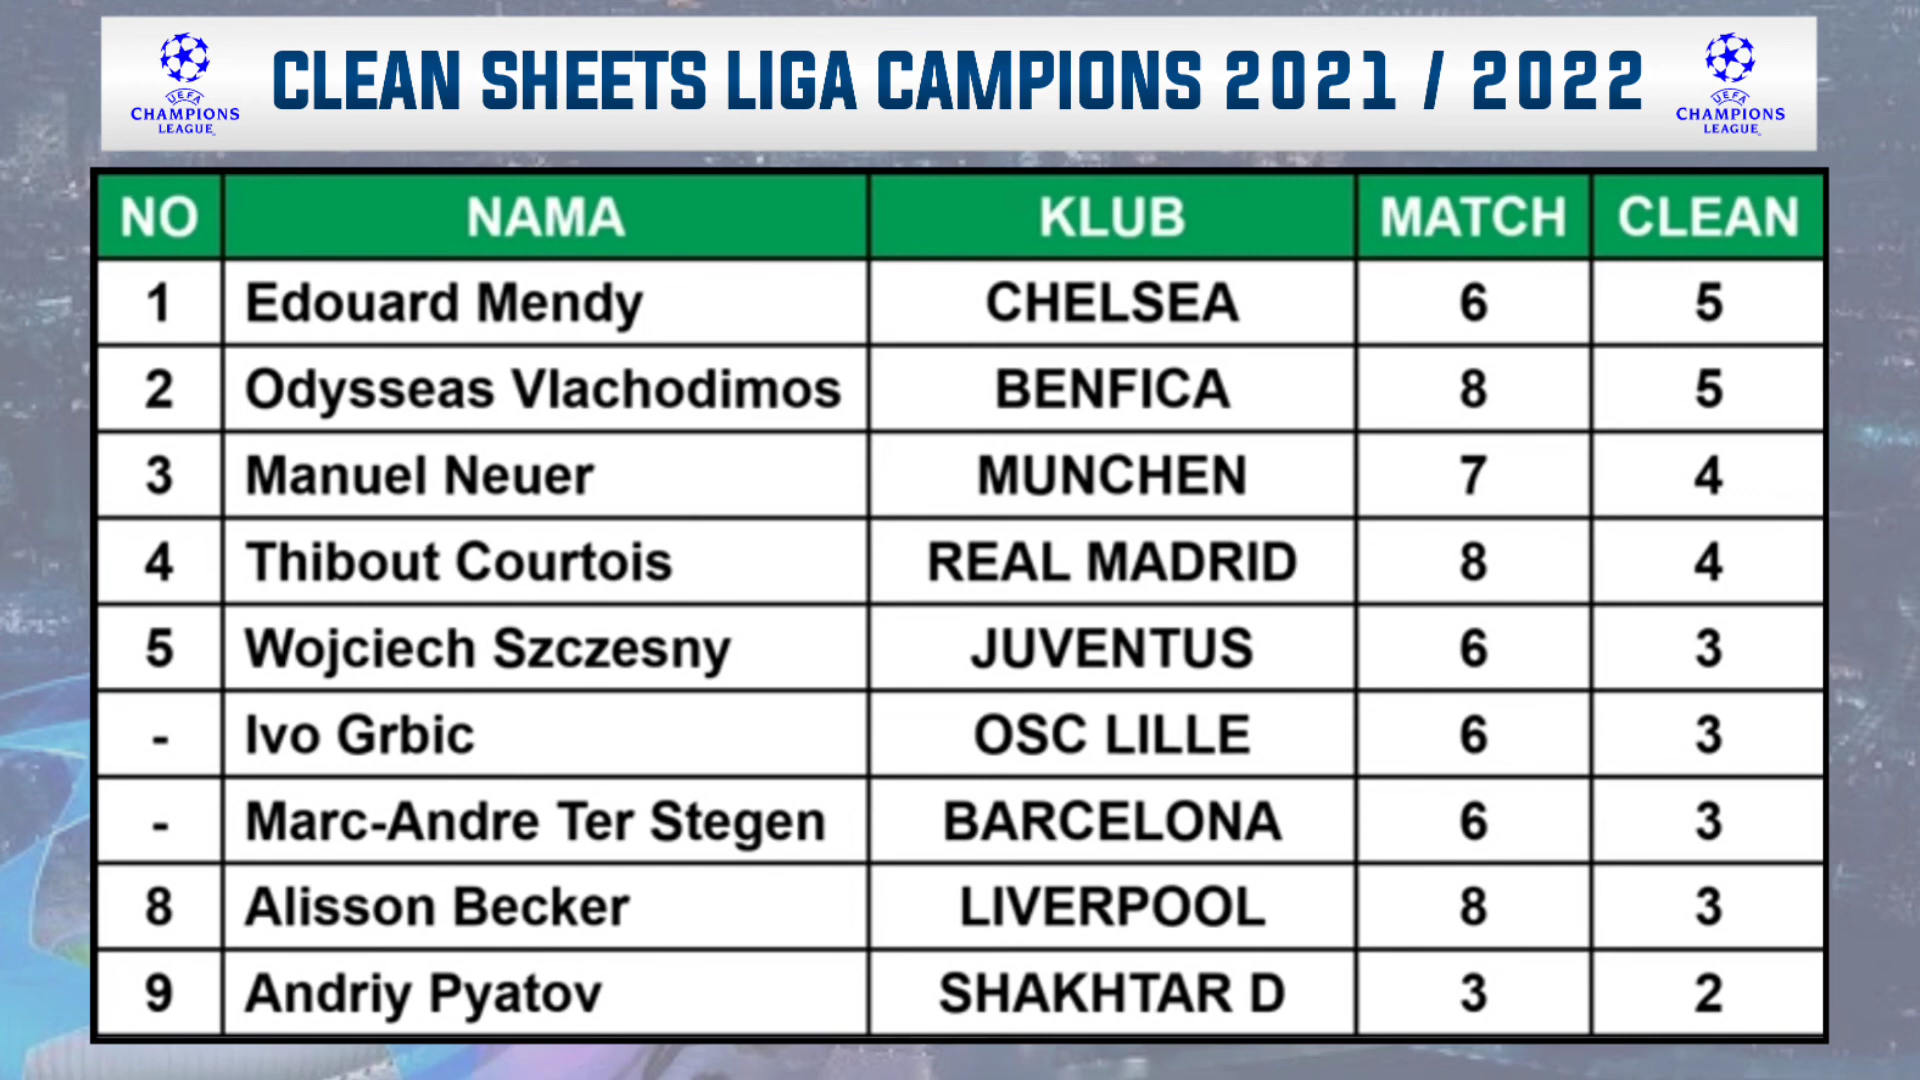 CLEAN SHEETS LIGA CAMPIONS 2021 / 2022
UEFA
CHAMPIONS
LEAGUE
UEFA
CHAMPIONS
LEAGUE
NO NAMA KLUB MATCH CLEAN
1 Edouard Mendy CHELSEA 6 5
2 Odysseas Vlachodimos BENFICA 8 5
3 Manuel Neuer MUNCHEN 7 4
4 Thibout Courtois REAL MADRID 8 4
5 Wojciech Szczesny JUVENTUS 6 3
- Ivo Grbic OSC LILLE 6 3
- Marc-Andre Ter Stegen BARCELONA 6 3
8 Alisson Becker LIVERPOOL 8 3
9 Andriy Pyatov SHAKHTAR D 3 2